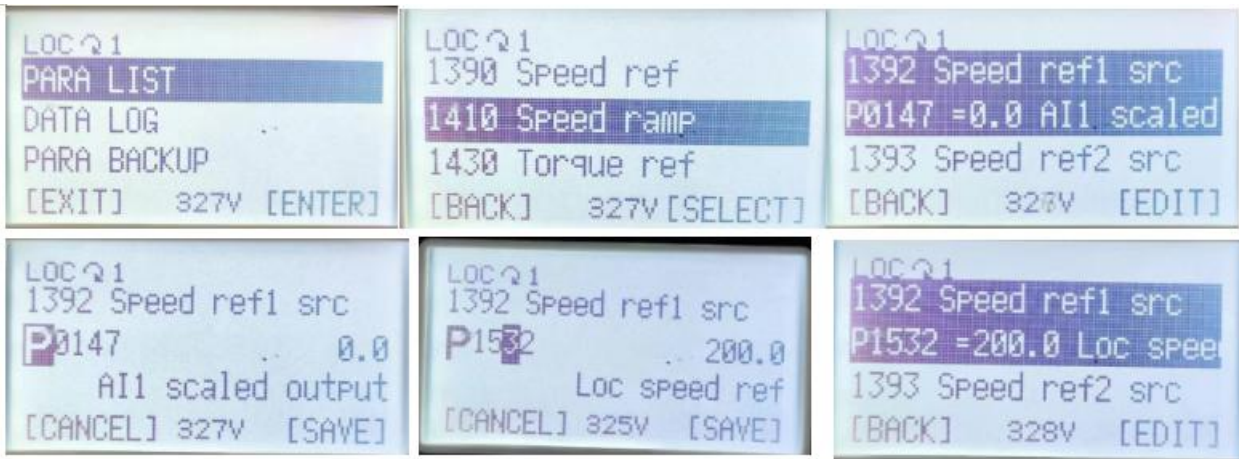 LOC 1
PARA LIST
DATA LOG
PARA BACKUP
[EXIT] 327V [ENTER]
LOC 1
1390 Speed ref
1410 Speed ramp
1430 Torque ref
[BACK] 327V [SELECT]
LOC 1
1392 Speed ref1 src
P0147 =0.0 AI1 scaled
1393 Speed ref2 src
[BACK] [EDIT]
LOC 1
1392 Speed ref1 src
P0147 0.0
AI1 scaled output
[CANCEL] 327V [SAVE]
LOC 1
1392 Speed ref1 src
P1532 200.0
Loc speed ref
[CANCEL] 325V [SAVE]
LOC 1
1392 Speed ref1 src
P1532 =200.0 Loc spee
1393 Speed ref2 src
[BACK] 328V [EDIT]